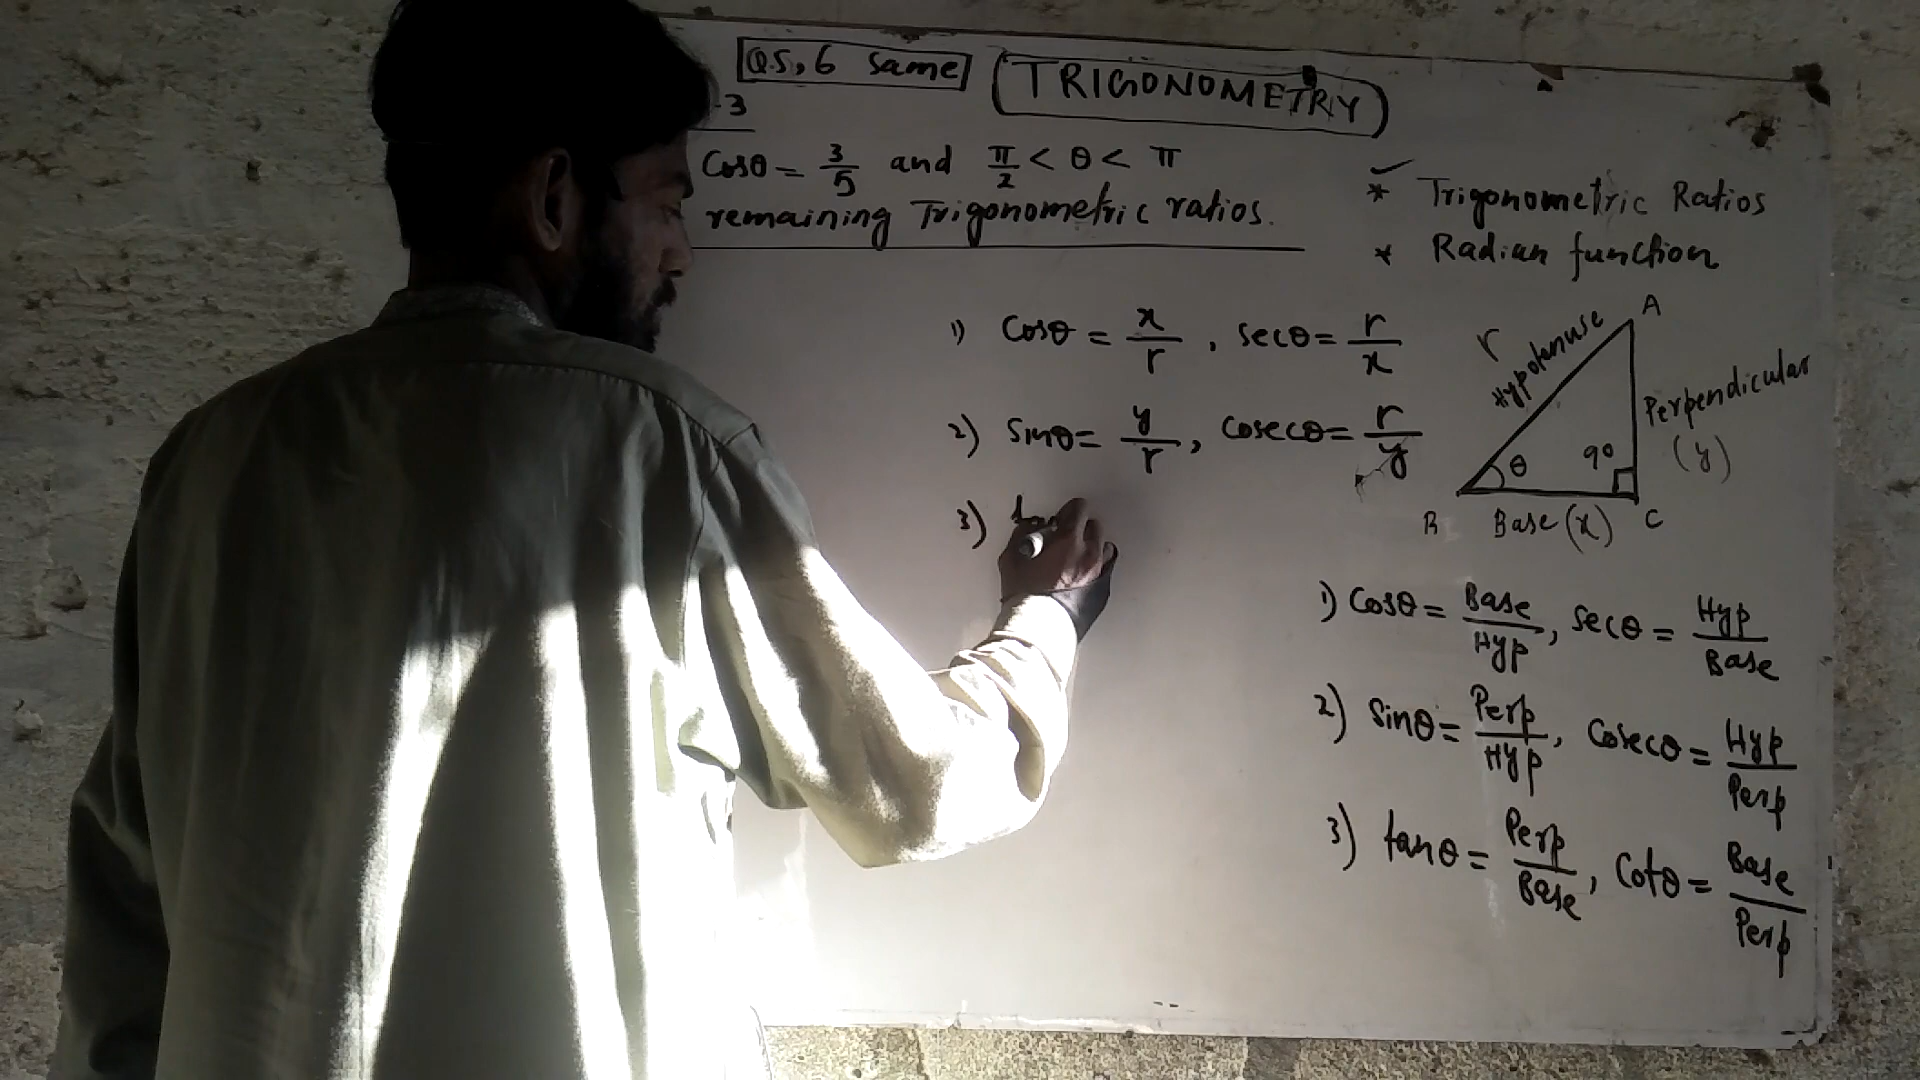 Q5,6 Same
TRIGONOMETRY
-3
Cosθ = 3/5 and π/2 < θ < π
remaining Trigonometric ratios.
* Trigonometric Ratios
* Radian function
1) Cosθ = x/r , secθ = r/x
2) Sinθ = y/r , Cosecθ = r/y
3) tan
A
r
Hypotenuse
Perpendicular
(y)
θ
90
B
Base (x)
C
1) Cosθ = Base/Hyp , Secθ = Hyp/Base
2) Sinθ = Perp/Hyp , Cosecθ = Hyp/Perp
3) tanθ = Perp/Base , Cotθ = Base/Perp